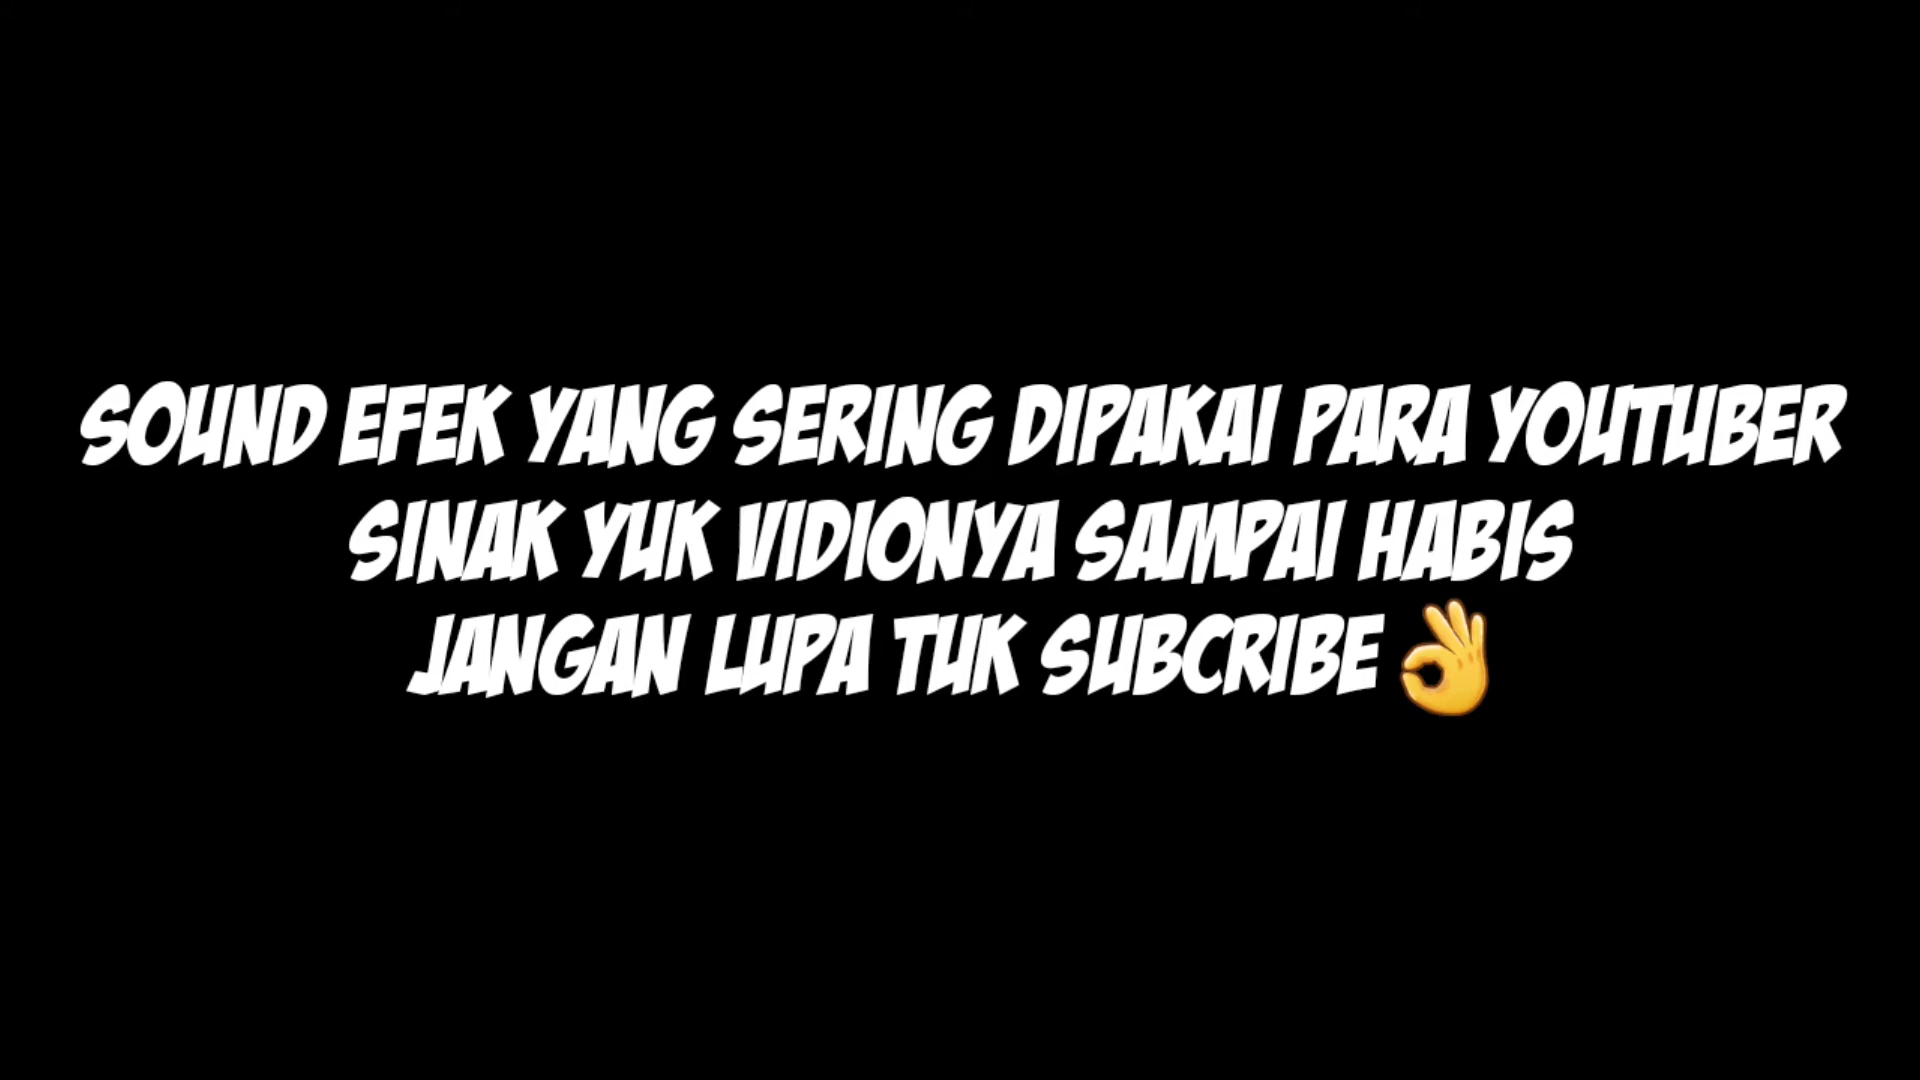 SOUND EFEK YANG SERING DIPAKAI PARA YOUTUBER
SINAK YUK VIDIONYA SAMPAI HABIS
JANGAN LUPA TUK SUBCRIBE 👌